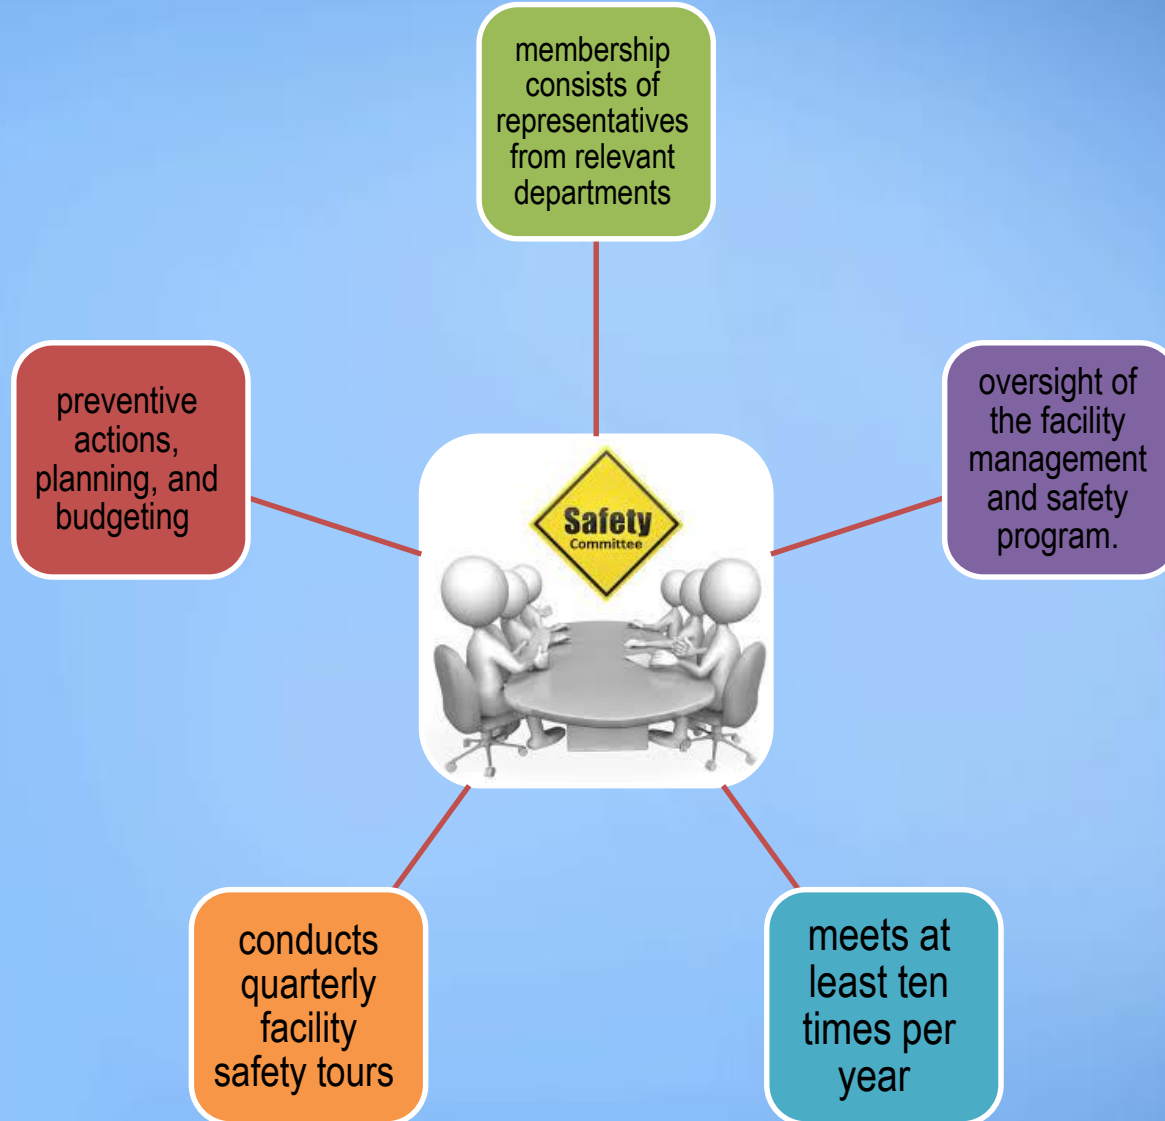 membership
consists of
representatives
from relevant
departments
preventive
actions,
planning, and
budgeting
oversight of
the facility
management
and safety
program.
Safety
Committee
conducts
quarterly
facility
safety tours
meets at
least ten
times per
year